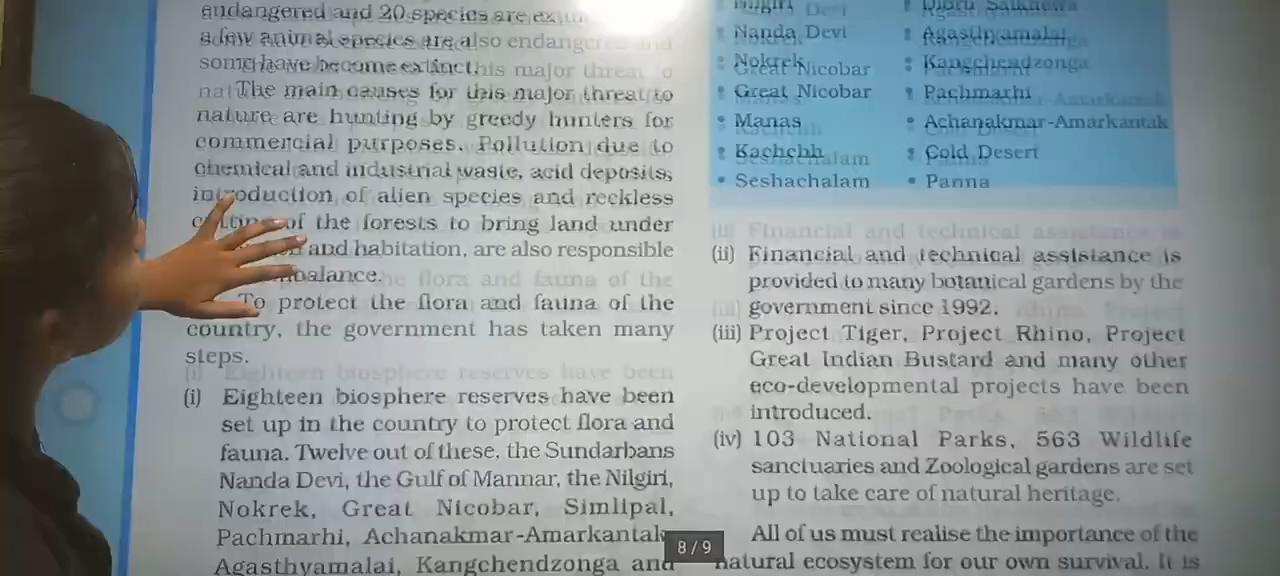 endangered and 20 species are
a few animal species are also endangered and
some have become extinct
The main causes for this major threat to
nature are hunting by greedy hunters for
commercial purposes. Pollution due to
chemical and industrial waste, acid deposits,
introduction of alien species and reckless
of the forests to bring land under
and habitation, are also responsible
To protect the flora and fauna of the
country, the government has taken many
steps.
(i) Eighteen biosphere reserves have been
set up in the country to protect flora and
fauna. Twelve out of these, the Sundarbans
Nanda Devi, the Gulf of Mannar, the Nilgiri,
Nokrek, Great Nicobar, Simlipal,
Pachmarhi, Achanakmar-Amarkantak
Agasthyamalai, Kangchendzonga and
Nilgiri
• Nanda Devi
• Nokrek
• Great Nicobar
• Manas
• Kachchh
• Seshachalam
• Agasthyamalai
• Kangchendzonga
• Pachmarhi
• Achanakmar-Amarkantak
• Cold Desert
• Panna
(ii) Financial and technical assistance is
provided to many botanical gardens by the
government since 1992.
(iii) Project Tiger, Project Rhino, Project
Great Indian Bustard and many other
eco-developmental projects have been
introduced.
(iv) 103 National Parks, 563 Wildlife
sanctuaries and Zoological gardens are set
up to take care of natural heritage.
All of us must realise the importance of the
natural ecosystem for our own survival. It is
8 / 9